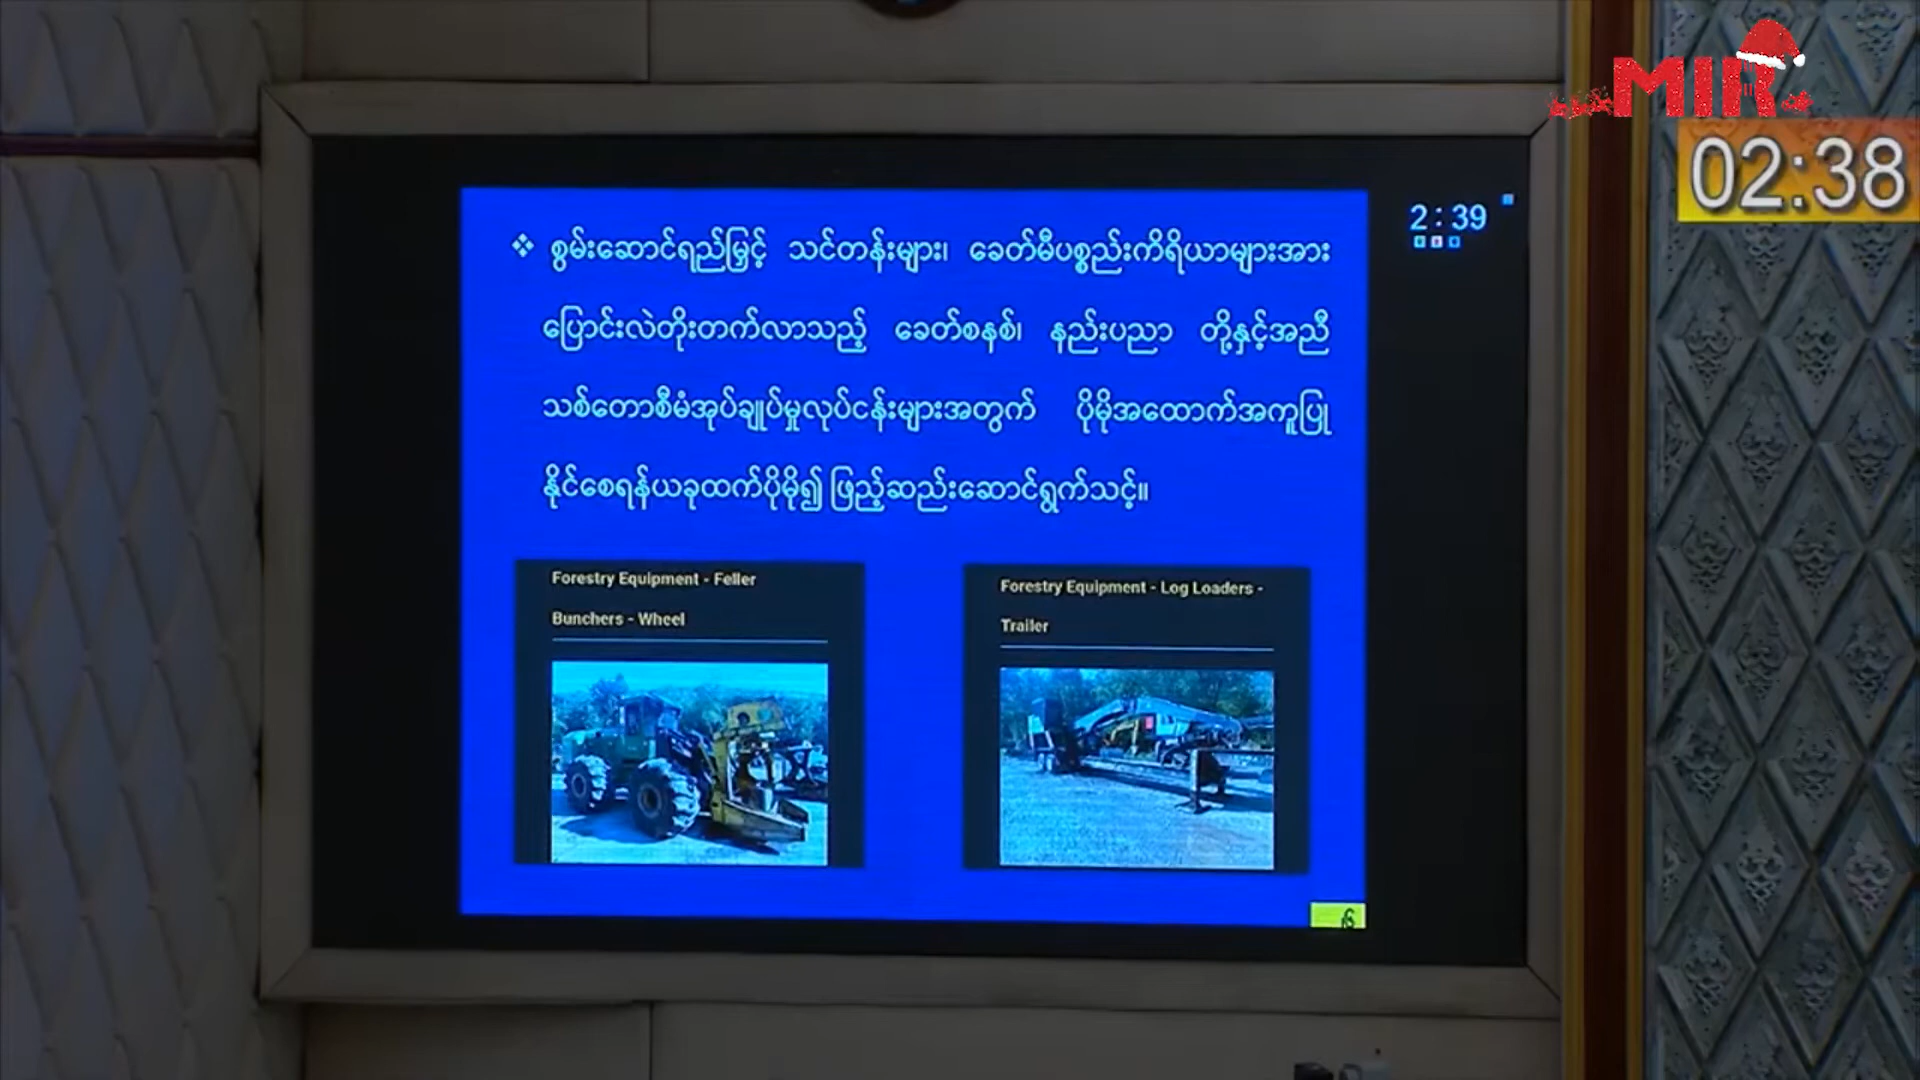 MIR
02:38
2:39
❖ စွမ်းဆောင်ရည်မြှင့် သင်တန်းများ၊ ခေတ်မီပစ္စည်းကိရိယာများအား
ပြောင်းလဲတိုးတက်လာသည့် ခေတ်စနစ်၊ နည်းပညာ တို့နှင့်အညီ
သစ်တောစီမံအုပ်ချုပ်မှုလုပ်ငန်းများအတွက် ပိုမိုအထောက်အကူပြု
နိုင်စေရန်ယခုထက်ပိုမို၍ ဖြည့်ဆည်းဆောင်ရွက်သင့်။
Forestry Equipment - Feller
Bunchers - Wheel
Forestry Equipment - Log Loaders -
Trailer